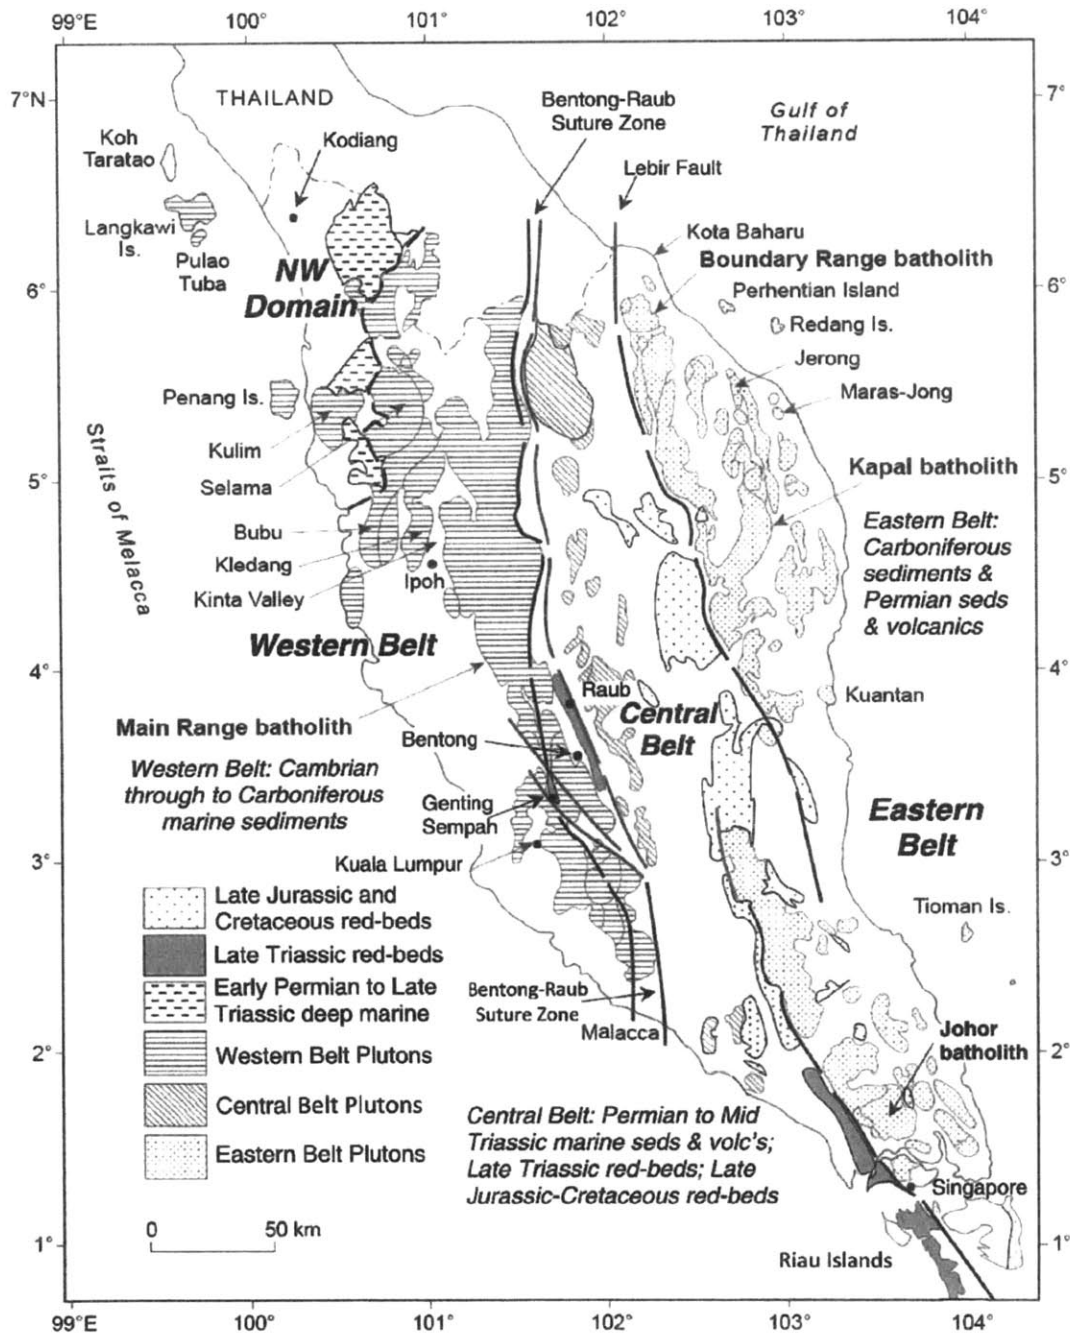 99°E 100° 101° 102° 103° 104°
7°N
7°
THAILAND
Bentong-Raub
Suture Zone
Gulf of
Thailand
Koh
Taratao
Kodiang
Lebir Fault
Langkawi
Is.
Pulao
Tuba
Kota Baharu
NW
Domain
Boundary Range batholith
6°
6°
Perhentian Island
Redang Is.
Jerong
Penang Is.
Maras-Jong
Straits of Melacca
Kulim
Kapal batholith
Selama
5°
5°
Bubu
Eastern Belt:
Carboniferous
sediments &
Permian seds
& volcanics
Kledang
Ipoh
Kinta Valley
Western Belt
4°
4°
Raub
Kuantan
Main Range batholith
Central
Belt
Bentong
Western Belt: Cambrian
through to Carboniferous
marine sediments
Genting
Sempah
Eastern
Belt
Kuala Lumpur
3°
3°
Late Jurassic and
Cretaceous red-beds
Tioman Is.
Late Triassic red-beds
Early Permian to Late
Triassic deep marine
Bentong-Raub
Suture Zone
Malacca
Western Belt Plutons
2°
2°
Johor
batholith
Central Belt Plutons
Central Belt: Permian to Mid
Triassic marine seds & volc's;
Late Triassic red-beds; Late
Jurassic-Cretaceous red-beds
Eastern Belt Plutons
Singapore
0 50 km
1°
1°
Riau Islands
99°E 100° 101° 102° 103° 104°